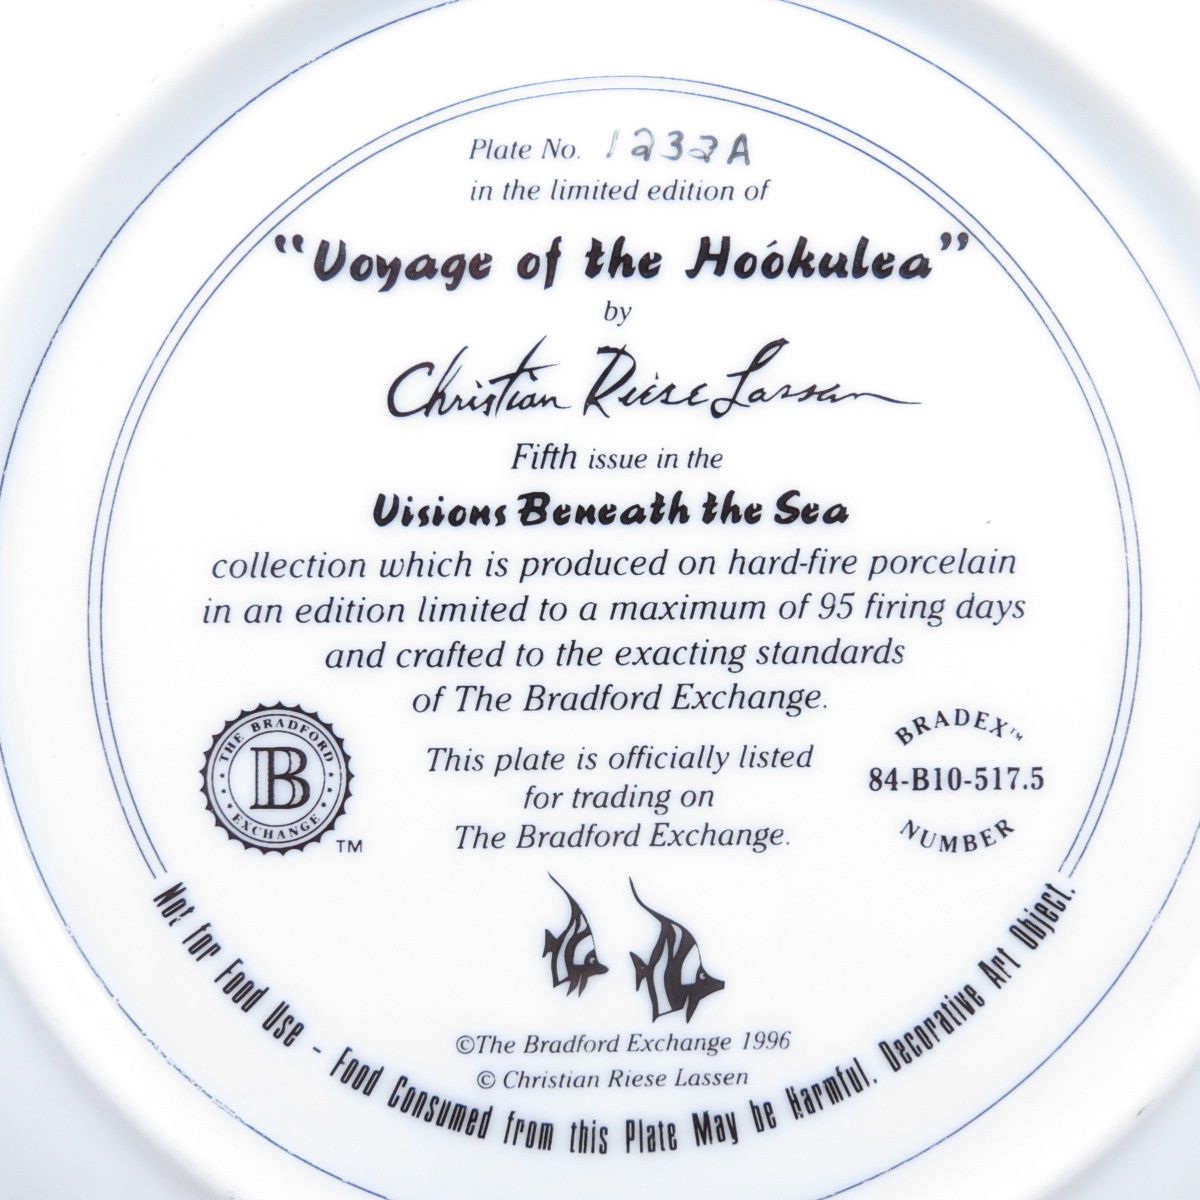 Plate No. 1232A
in the limited edition of
“Voyage of the Hoókulea”
by
Christian Riese Lassen
Fifth issue in the
Visions Beneath the Sea
collection which is produced on hard-fire porcelain
in an edition limited to a maximum of 95 firing days
and crafted to the exacting standards
of The Bradford Exchange.
THE BRADFORD
B
EXCHANGE
TM
This plate is officially listed
for trading on
The Bradford Exchange.
BRADEX™
84-B10-517.5
NUMBER
©The Bradford Exchange 1996
© Christian Riese Lassen
Not for Food Use - Food Consumed from this Plate May be Harmful. Decorative Art Object.